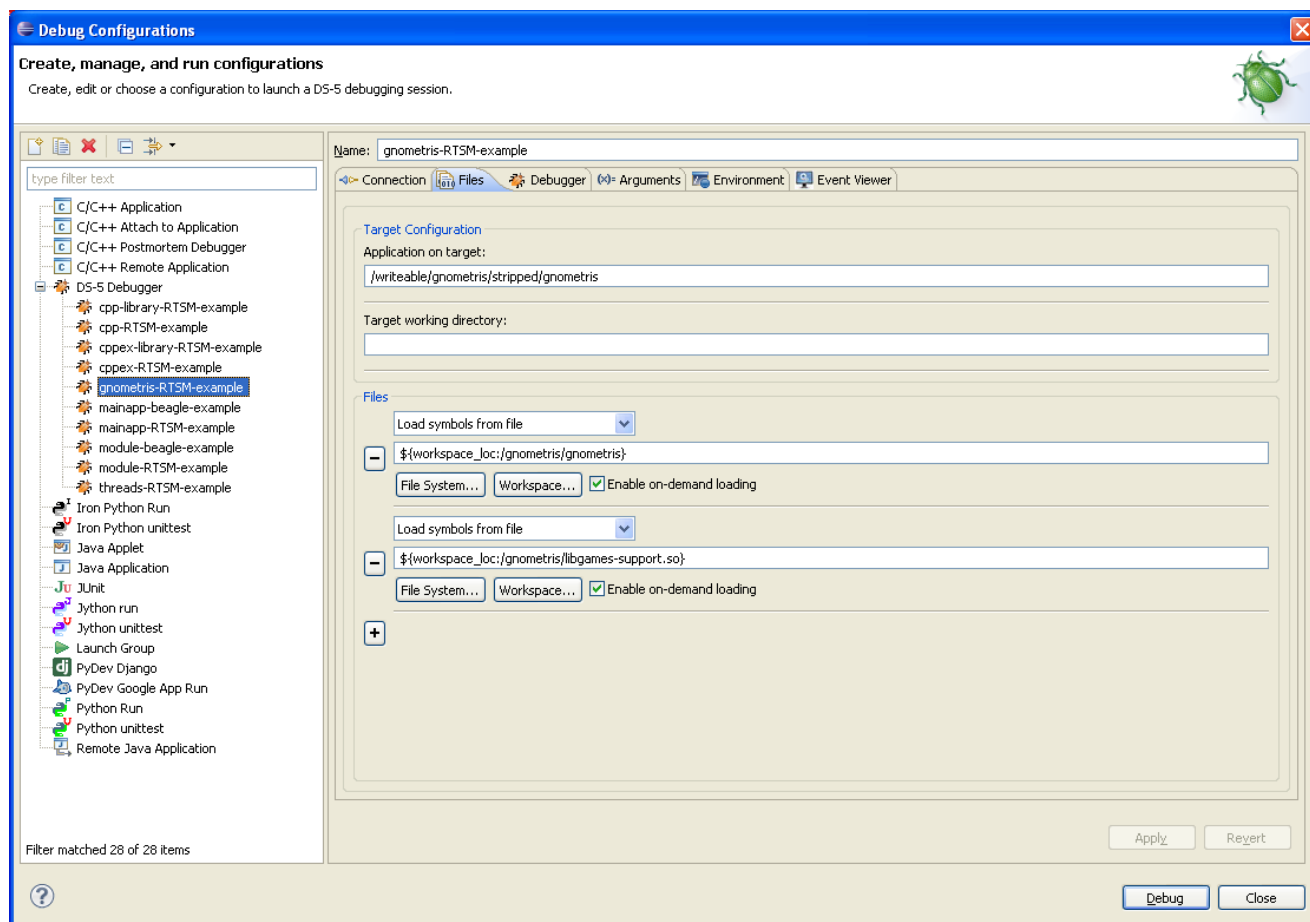 Debug Configurations
Create, manage, and run configurations
Create, edit or choose a configuration to launch a DS-5 debugging session.
type filter text
C/C++ Application
C/C++ Attach to Application
C/C++ Postmortem Debugger
C/C++ Remote Application
DS-5 Debugger
cpp-library-RTSM-example
cpp-RTSM-example
cppex-library-RTSM-example
cppex-RTSM-example
gnometris-RTSM-example
mainapp-beagle-example
mainapp-RTSM-example
module-beagle-example
module-RTSM-example
threads-RTSM-example
Iron Python Run
Iron Python unittest
Java Applet
Java Application
Ju JUnit
Jython run
Jython unittest
Launch Group
dj PyDev Django
PyDev Google App Run
Python Run
Python unittest
Remote Java Application
Filter matched 28 of 28 items
Name: gnometris-RTSM-example
Connection Files Debugger (x)= Arguments Environment Event Viewer
Target Configuration
Application on target:
/writeable/gnometris/stripped/gnometris
Target working directory:
Files
Load symbols from file
${workspace_loc:/gnometris/gnometris}
File System... Workspace... Enable on-demand loading
Load symbols from file
${workspace_loc:/gnometris/libgames-support.so}
File System... Workspace... Enable on-demand loading
Apply Revert
Debug Close